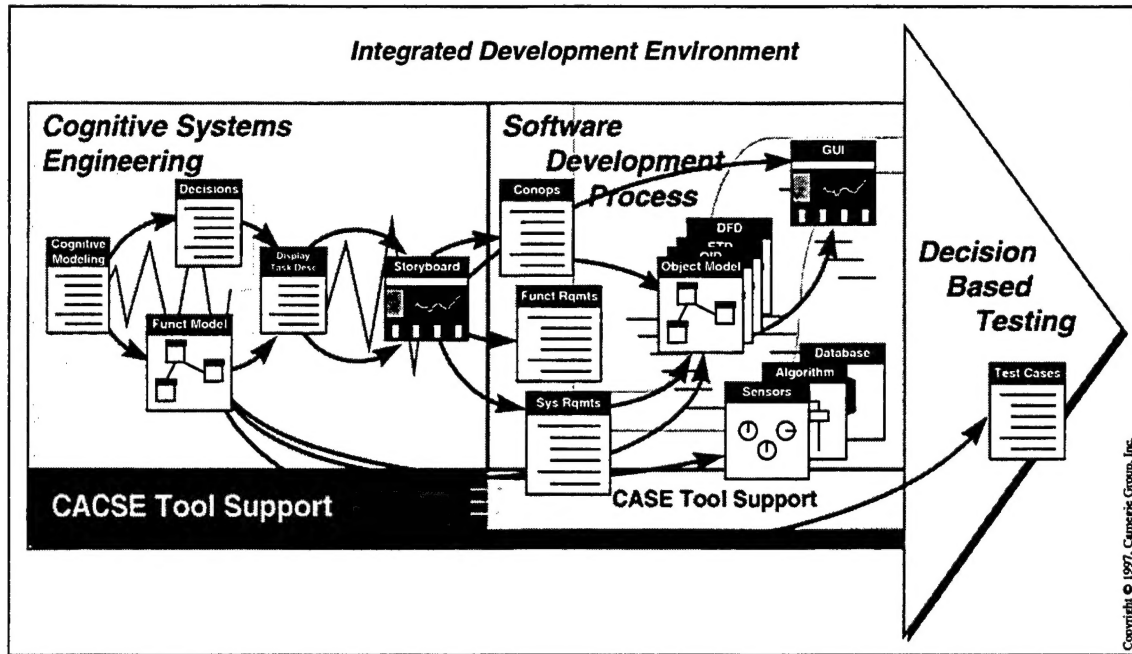 Integrated Development Environment
Cognitive Systems
Engineering
Software
Development
Process
GUI
Decisions
Conops
DFD
Cognitive
Modeling
Display
Task Desc
Storyboard
Object Model
Decision
Based
Testing
Funct Model
Funct Rqmts
Database
Algorithm
Sensors
Test Cases
Sys Rqmts
CACSE Tool Support
CASE Tool Support
Copyright © 1997, Carnegie Group, Inc.